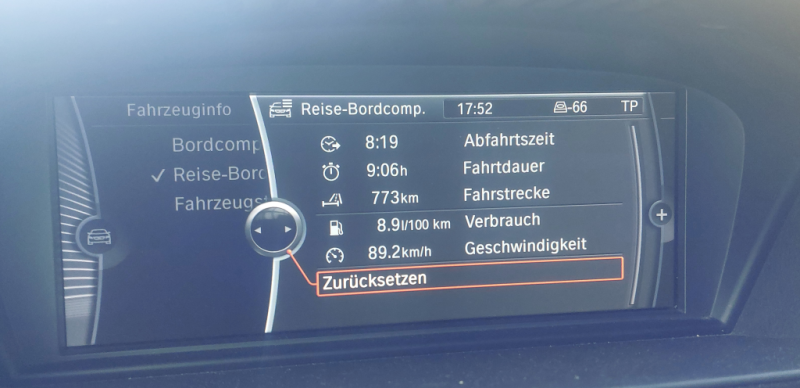 Fahrzeuginfo
Reise-Bordcomp. 17:52 -66 TP
Bordcomp
✓ Reise-Bord
Fahrzeugs
8:19 Abfahrtszeit
9:06h Fahrtdauer
773km Fahrstrecke
8.9l/100 km Verbrauch
89.2km/h Geschwindigkeit
Zurücksetzen